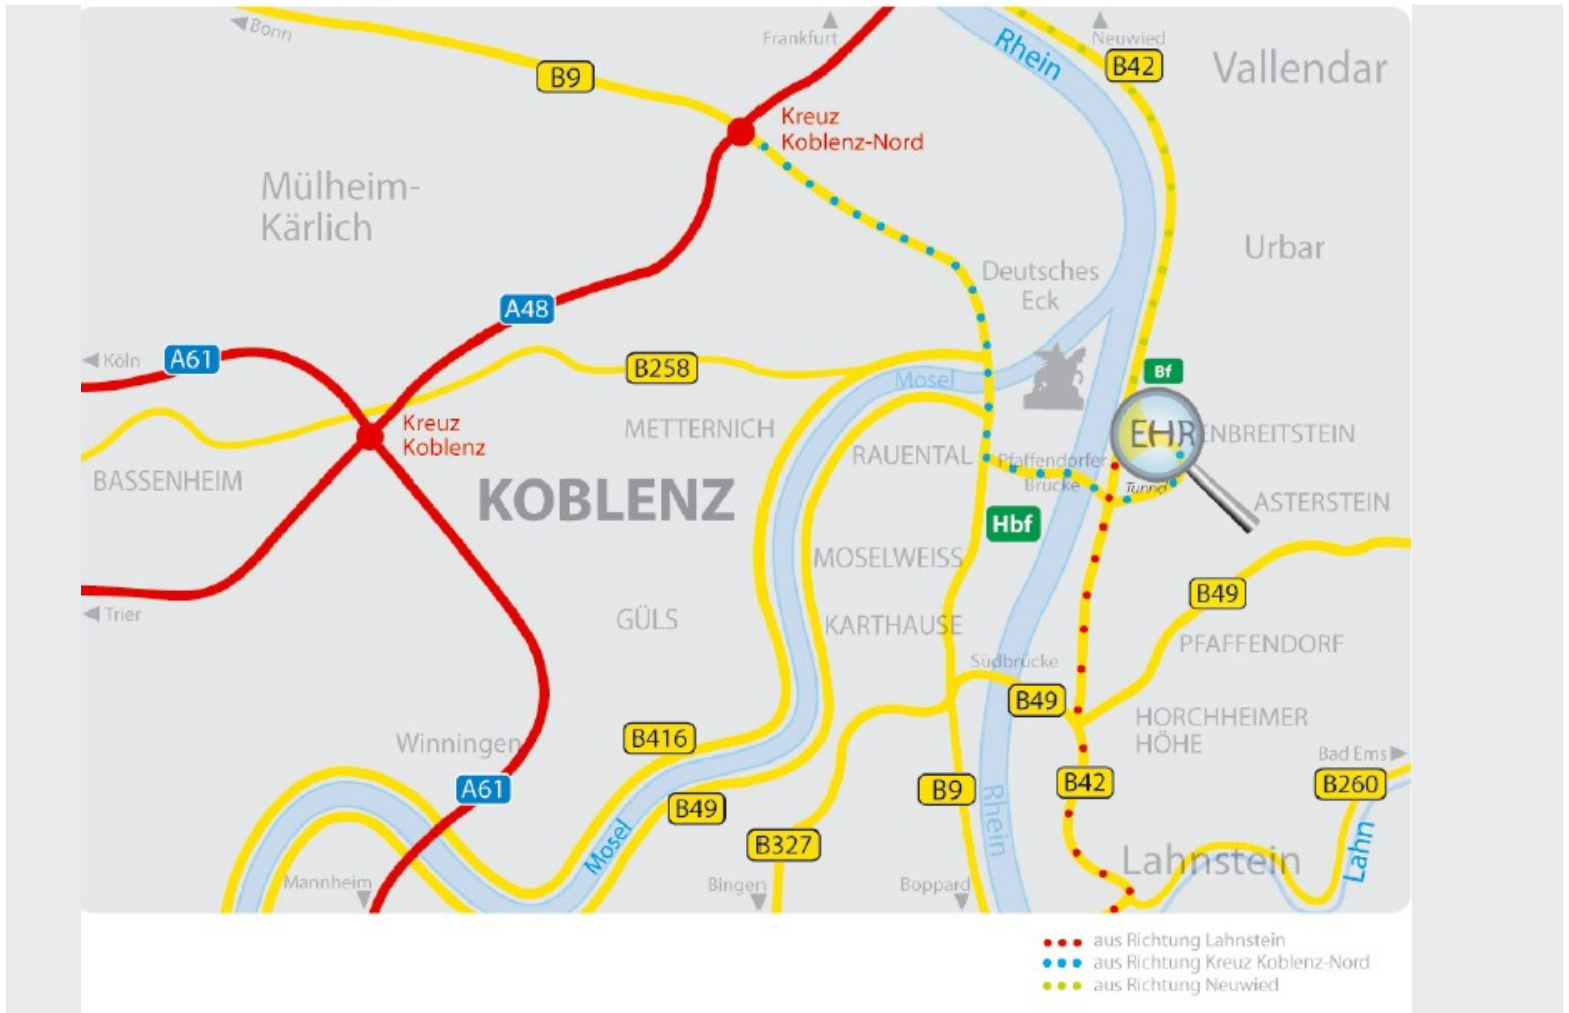 Bonn
Frankfurt
Neuwied
Rhein
B42
Vallendar
B9
Kreuz
Koblenz-Nord
Mülheim-
Kärlich
Urbar
Deutsches
Eck
A48
Köln
A61
B258
Mosel
Bf
Kreuz
Koblenz
METTERNICH
EHRENBREITSTEIN
RAUENTAL
Pfaffendorfer
Brücke
Tunnel
BASSENHEIM
KOBLENZ
ASTERSTEIN
Hbf
MOSELWEISS
B49
Trier
GÜLS
KARTHAUSE
PFAFFENDORF
Südbrücke
B49
HORCHHEIMER
HÖHE
Winningen
B416
Bad Ems
A61
B49
B9
B42
B260
Rhein
Mosel
B327
Lahn
Lahnstein
Mannheim
Bingen
Boppard
aus Richtung Lahnstein
aus Richtung Kreuz Koblenz-Nord
aus Richtung Neuwied